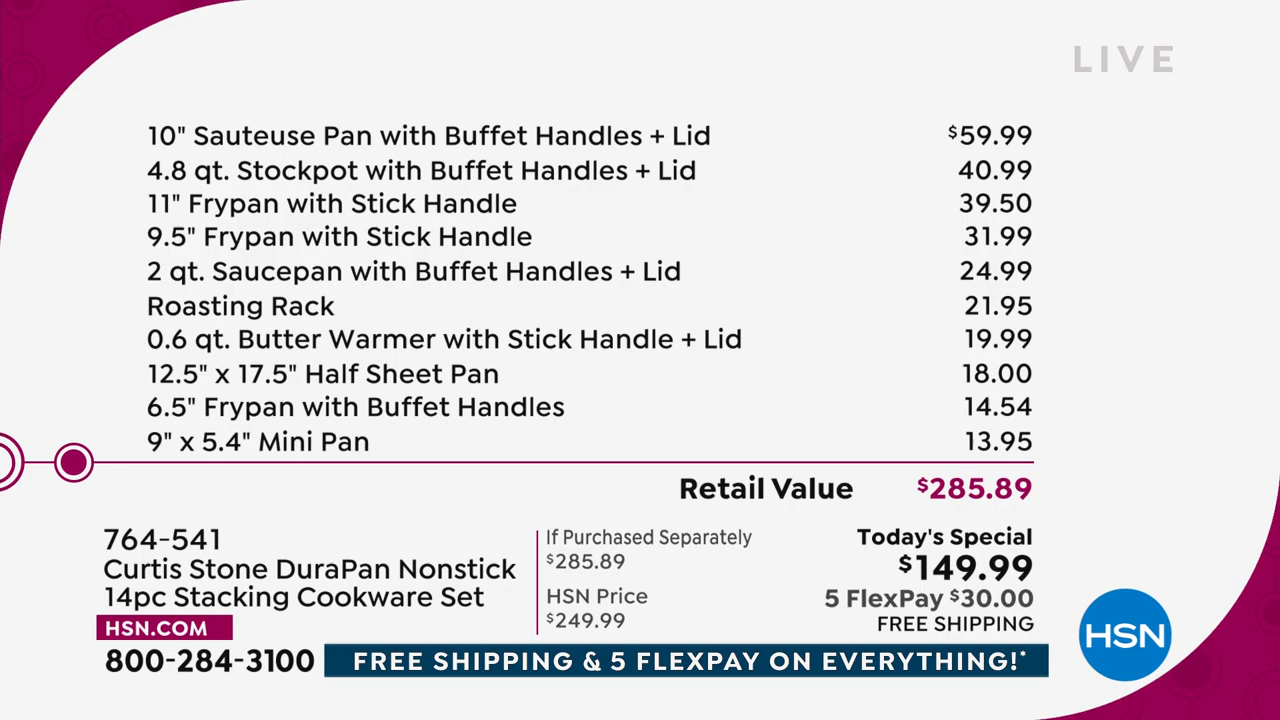 LIVE
10" Sauteuse Pan with Buffet Handles + Lid $59.99
4.8 qt. Stockpot with Buffet Handles + Lid 40.99
11" Frypan with Stick Handle 39.50
9.5" Frypan with Stick Handle 31.99
2 qt. Saucepan with Buffet Handles + Lid 24.99
Roasting Rack 21.95
0.6 qt. Butter Warmer with Stick Handle + Lid 19.99
12.5" x 17.5" Half Sheet Pan 18.00
6.5" Frypan with Buffet Handles 14.54
9" x 5.4" Mini Pan 13.95
Retail Value $285.89
764-541
Curtis Stone DuraPan Nonstick
14pc Stacking Cookware Set
HSN.COM
800-284-3100
If Purchased Separately
$285.89
HSN Price
$249.99
Today's Special
$149.99
5 FlexPay $30.00
FREE SHIPPING
FREE SHIPPING & 5 FLEXPAY ON EVERYTHING!*
HSN